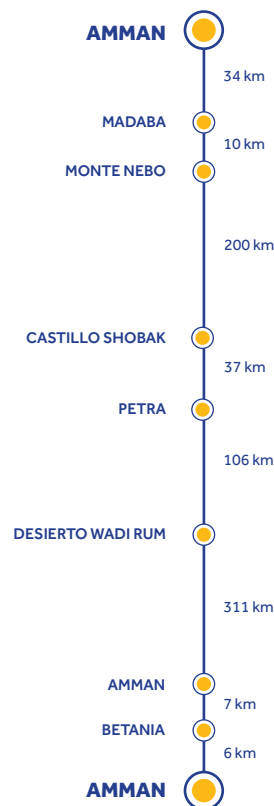 AMMAN
34 km
MADABA
10 km
MONTE NEBO
200 km
CASTILLO SHOBAK
37 km
PETRA
106 km
DESIERTO WADI RUM
311 km
AMMAN
7 km
BETANIA
6 km
AMMAN